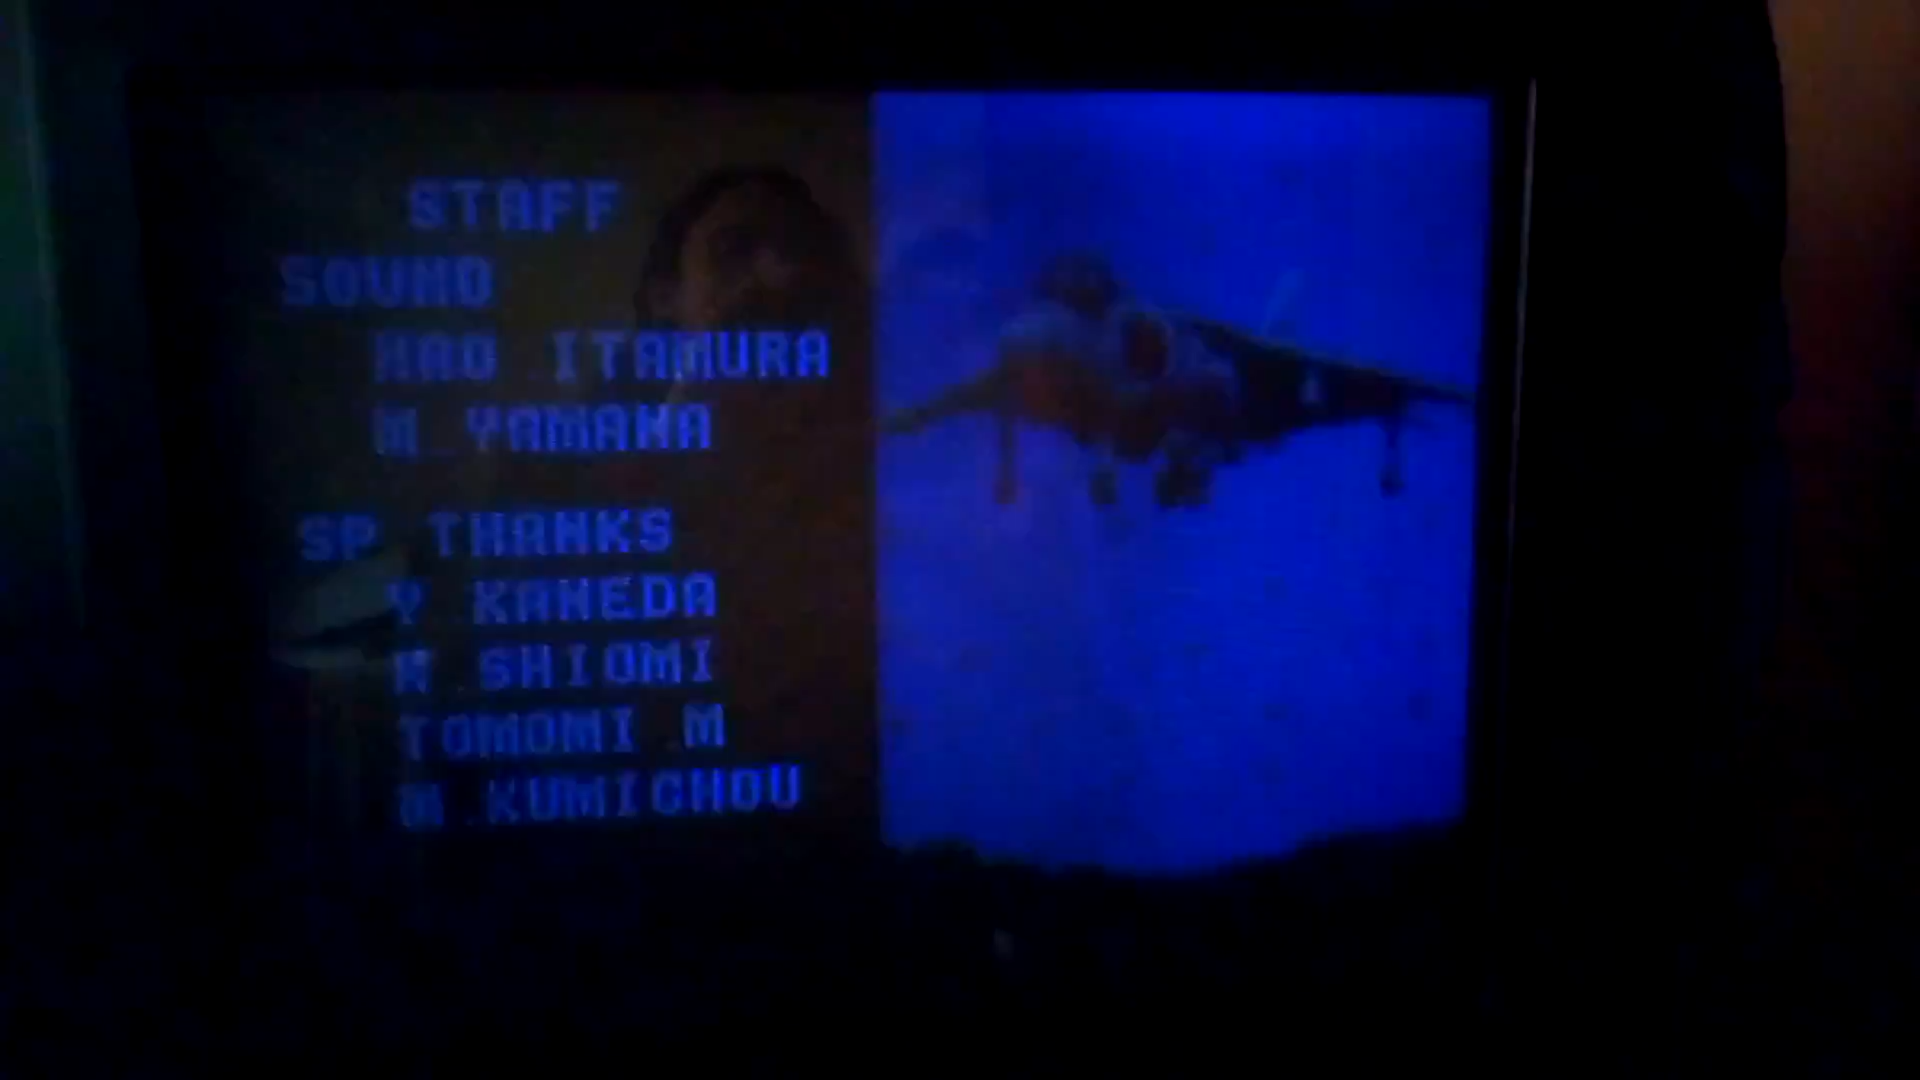 STAFF
SOUND
NAO ITAMURA
M YAMANA
SP THANKS
Y KANEDA
M.SHIOMI
TOMOMI.M
M.KUMICHOU